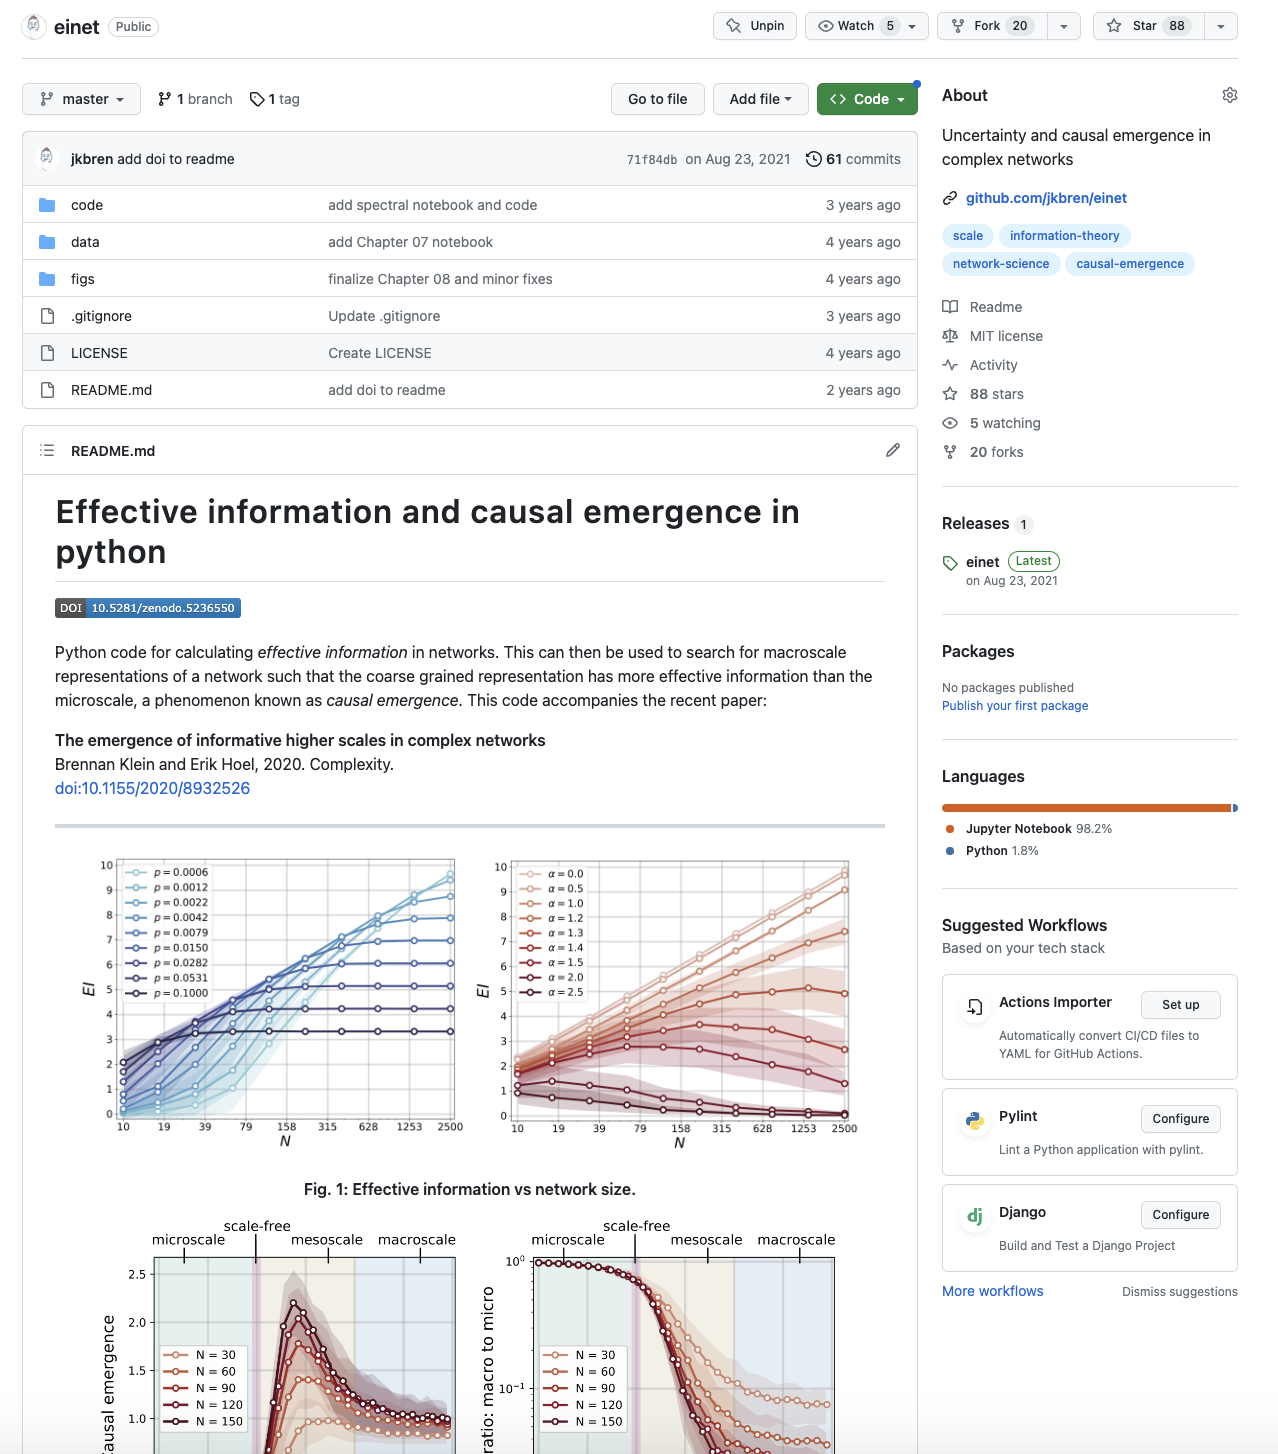 einet Public Unpin Watch 5 Fork 20 Star 88
master 1 branch 1 tag Go to file Add file Code
jkbren add doi to readme 71f84db on Aug 23, 2021 61 commits
code add spectral notebook and code 3 years ago
data add Chapter 07 notebook 4 years ago
figs finalize Chapter 08 and minor fixes 4 years ago
.gitignore Update .gitignore 3 years ago
LICENSE Create LICENSE 4 years ago
README.md add doi to readme 2 years ago
README.md
Effective information and causal emergence in
python
DOI 10.5281/zenodo.5236550
Python code for calculating effective information in networks. This can then be used to search for macroscale
representations of a network such that the coarse grained representation has more effective information than the
microscale, a phenomenon known as causal emergence. This code accompanies the recent paper:
The emergence of informative higher scales in complex networks
Brennan Klein and Erik Hoel, 2020. Complexity.
doi:10.1155/2020/8932526
10
9
8
7
6
5
4
3
2
1
0
EI
p = 0.0006
p = 0.0012
p = 0.0022
p = 0.0042
p = 0.0079
p = 0.0150
p = 0.0282
p = 0.0531
p = 0.1000
10 19 39 79 158 315 628 1253 2500
N
10
9
8
7
6
5
4
3
2
1
0
EI
α = 0.0
α = 0.5
α = 1.0
α = 1.2
α = 1.3
α = 1.4
α = 1.5
α = 2.0
α = 2.5
10 19 39 79 158 315 628 1253 2500
N
Fig. 1: Effective information vs network size.
scale-free
microscale mesoscale macroscale
2.5
2.0
1.5
1.0
causal emergence
N = 30
N = 60
N = 90
N = 120
N = 150
scale-free
microscale mesoscale macroscale
10⁰
10⁻¹
ratio: macro to micro
N = 30
N = 60
N = 90
N = 120
N = 150
About
Uncertainty and causal emergence in
complex networks
github.com/jkbren/einet
scale information-theory
network-science causal-emergence
Readme
MIT license
Activity
88 stars
5 watching
20 forks
Releases 1
einet Latest
on Aug 23, 2021
Packages
No packages published
Publish your first package
Languages
Jupyter Notebook 98.2%
Python 1.8%
Suggested Workflows
Based on your tech stack
Actions Importer Set up
Automatically convert CI/CD files to
YAML for GitHub Actions.
Pylint Configure
Lint a Python application with pylint.
dj Django Configure
Build and Test a Django Project
More workflows Dismiss suggestions